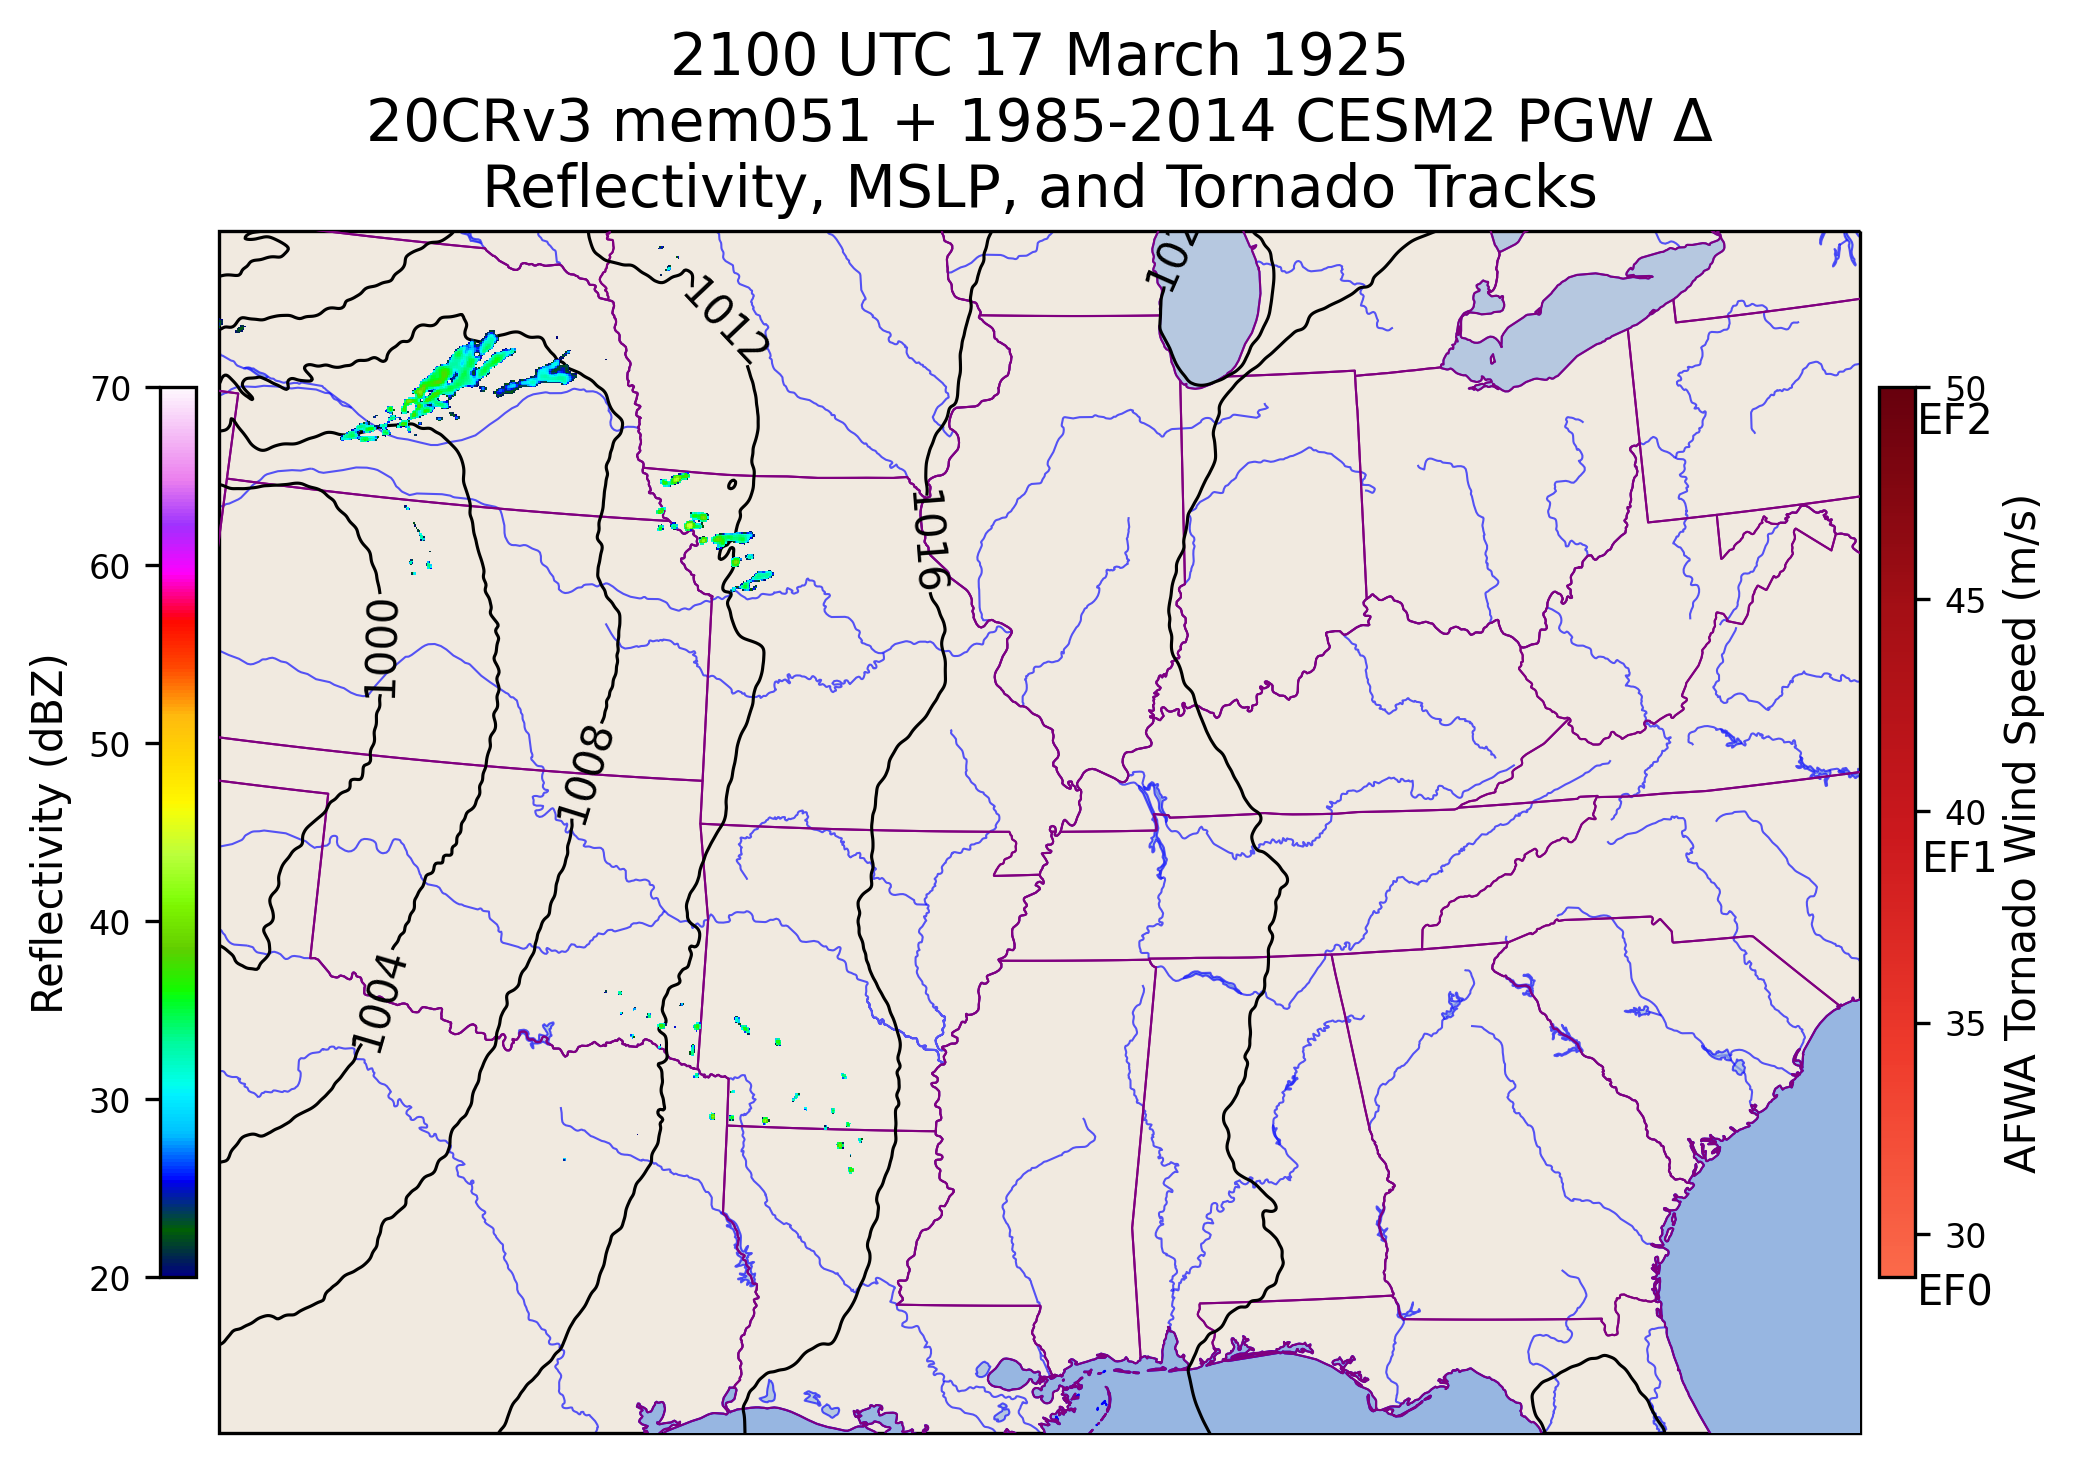 2100 UTC 17 March 1925
20CRv3 mem051 + 1985-2014 CESM2 PGW Δ
Reflectivity, MSLP, and Tornado Tracks
1012
1016
1000
1008
1004
70
60
50
40
30
20
Reflectivity (dBZ)
50
EF2
45
40
EF1
35
30
EF0
AFWA Tornado Wind Speed (m/s)